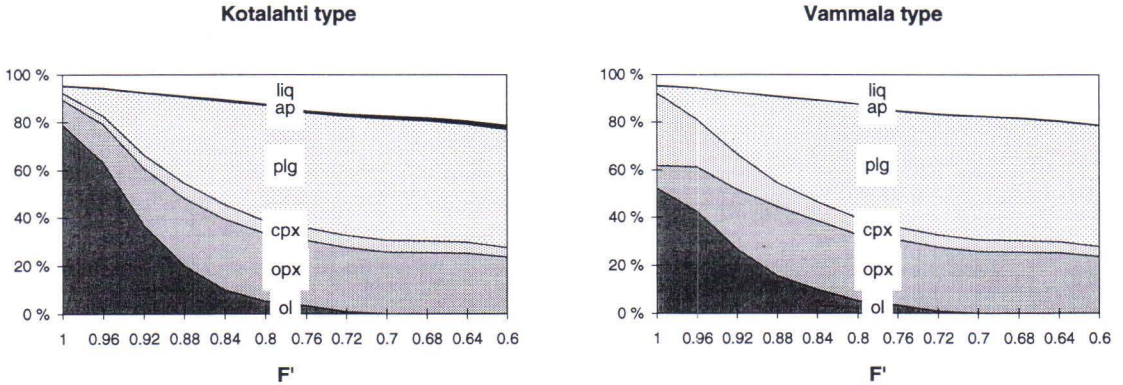 Kotalahti type
100 %
80 %
60 %
40 %
20 %
0 %
liq
ap
plg
cpx
opx
ol
1 0.96 0.92 0.88 0.84 0.8 0.76 0.72 0.7 0.68 0.64 0.6
F'
Vammala type
100 %
80 %
60 %
40 %
20 %
0 %
liq
ap
plg
cpx
opx
ol
1 0.96 0.92 0.88 0.84 0.8 0.76 0.72 0.7 0.68 0.64 0.6
F'